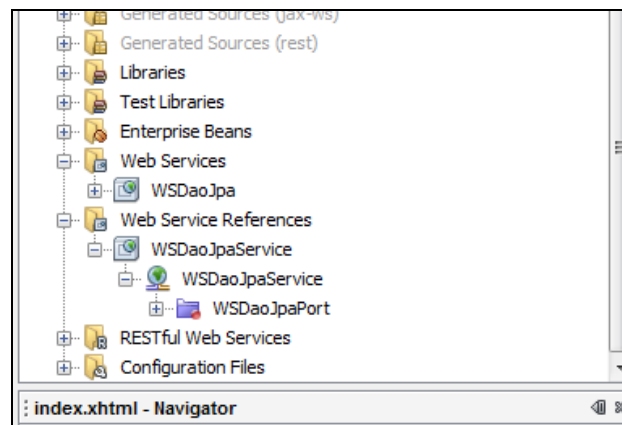 Generated Sources (jax-ws)
Generated Sources (rest)
Libraries
Test Libraries
Enterprise Beans
Web Services
WSDaoJpa
Web Service References
WSDaoJpaService
WSDaoJpaService
WSDaoJpaPort
RESTful Web Services
Configuration Files
index.xhtml - Navigator